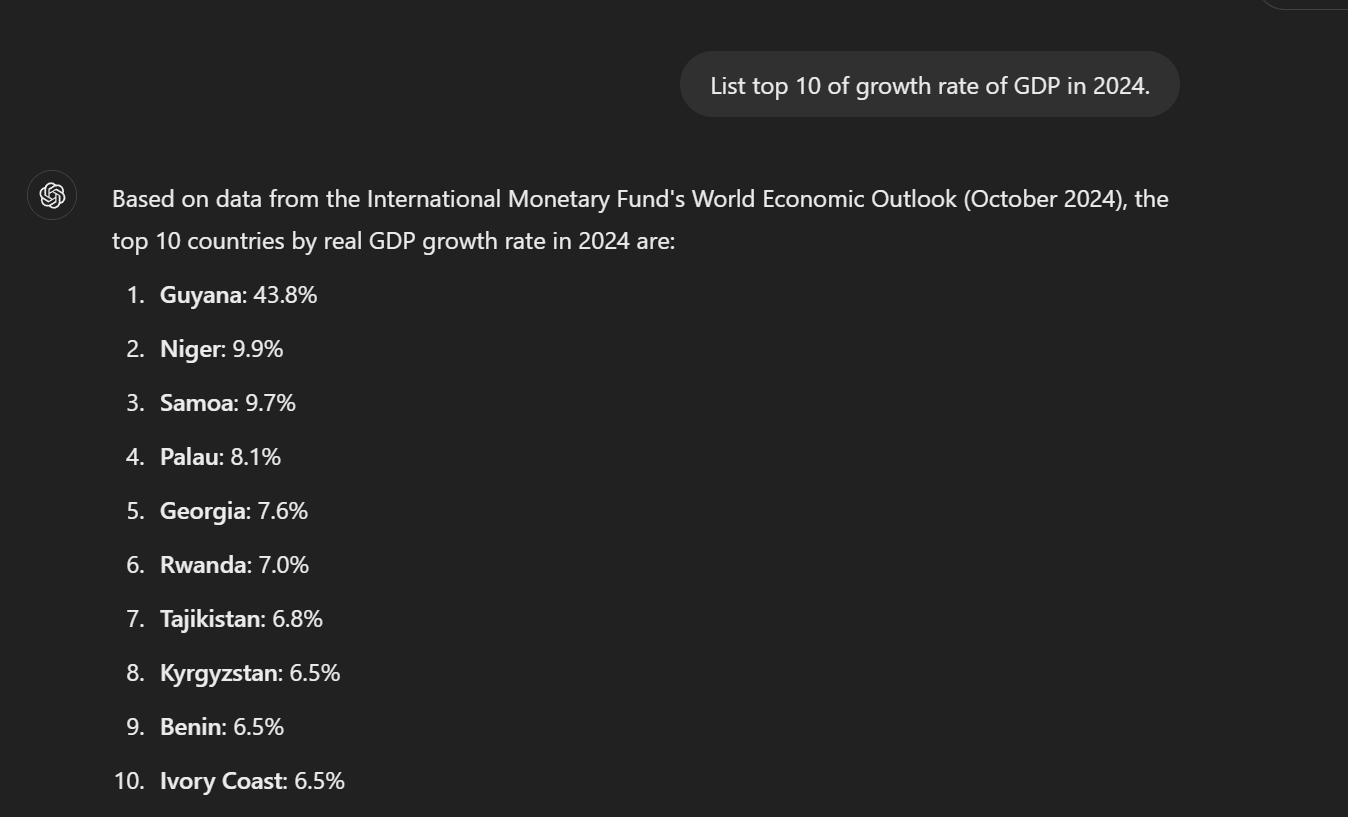 List top 10 of growth rate of GDP in 2024.
Based on data from the International Monetary Fund's World Economic Outlook (October 2024), the
top 10 countries by real GDP growth rate in 2024 are:
1. Guyana: 43.8%
2. Niger: 9.9%
3. Samoa: 9.7%
4. Palau: 8.1%
5. Georgia: 7.6%
6. Rwanda: 7.0%
7. Tajikistan: 6.8%
8. Kyrgyzstan: 6.5%
9. Benin: 6.5%
10. Ivory Coast: 6.5%